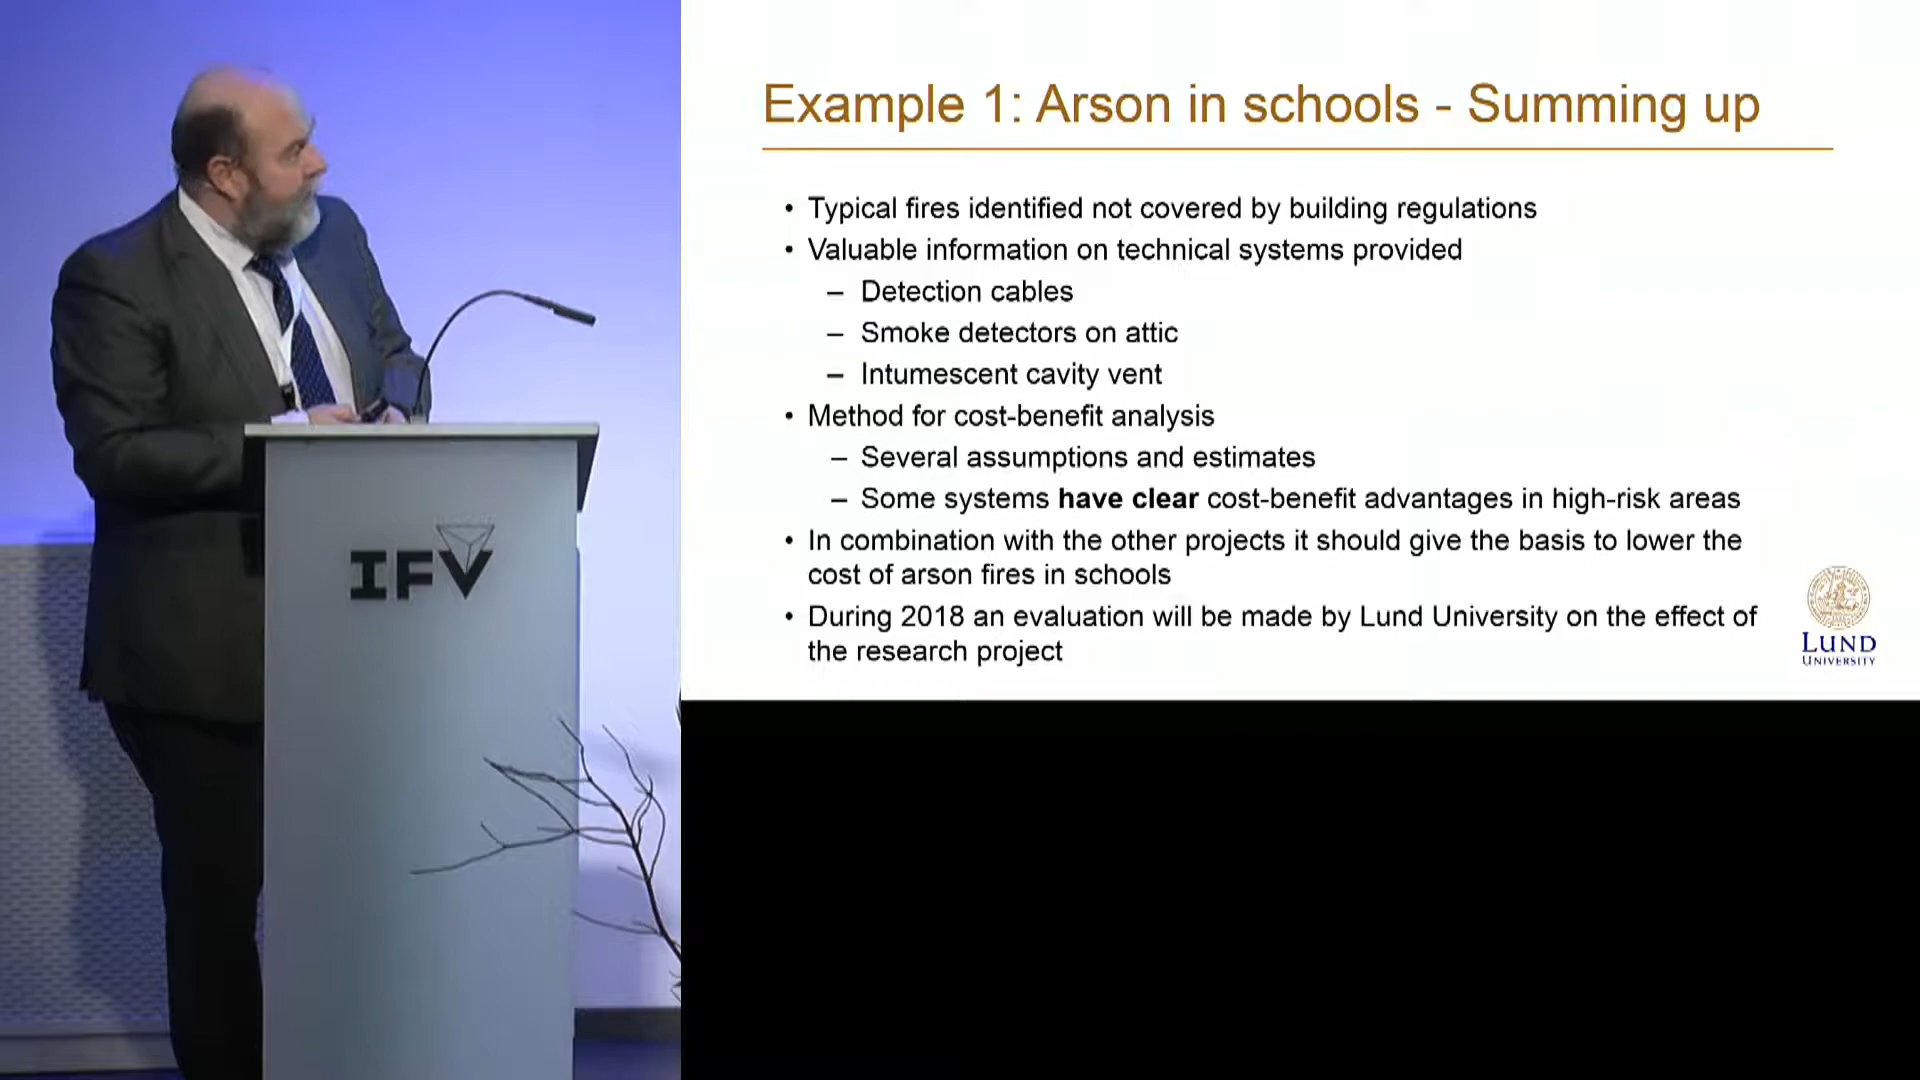 Example 1: Arson in schools - Summing up
• Typical fires identified not covered by building regulations
• Valuable information on technical systems provided
– Detection cables
– Smoke detectors on attic
– Intumescent cavity vent
• Method for cost-benefit analysis
– Several assumptions and estimates
– Some systems have clear cost-benefit advantages in high-risk areas
• In combination with the other projects it should give the basis to lower the
cost of arson fires in schools
• During 2018 an evaluation will be made by Lund University on the effect of
the research project
LUND
UNIVERSITY
IFV